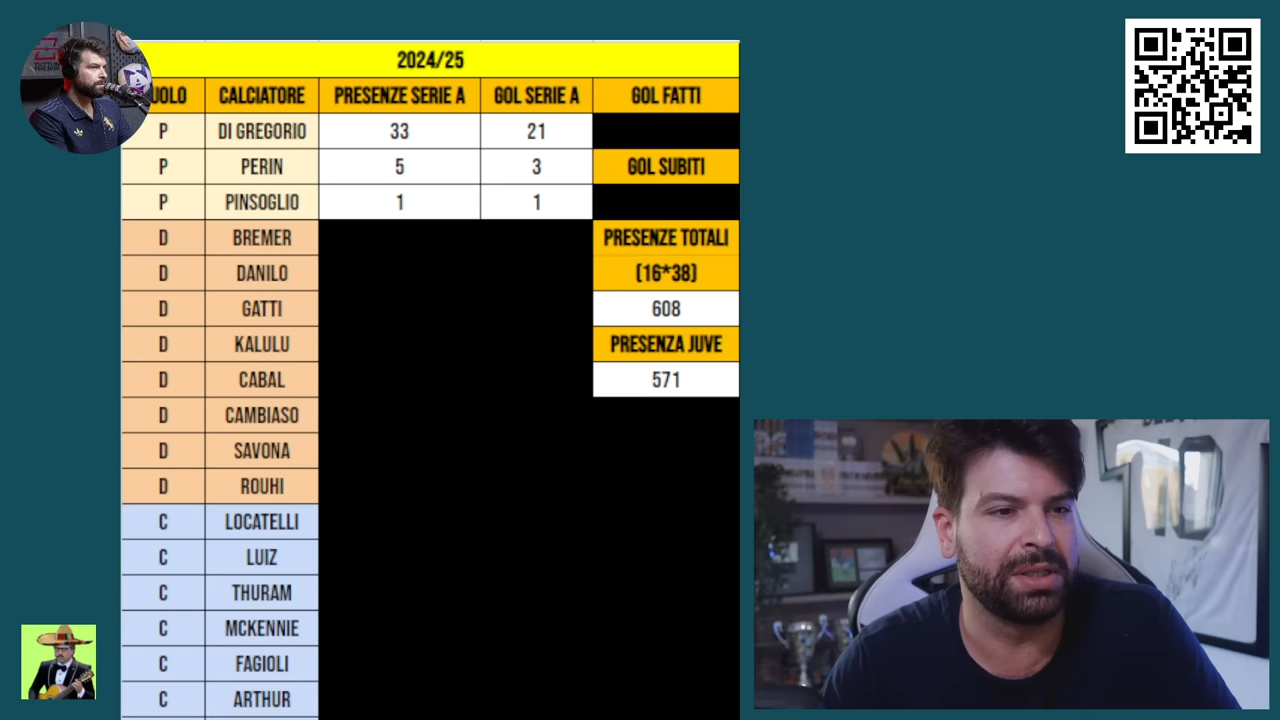 2024/25
UOLO CALCIATORE PRESENZE SERIE A GOL SERIE A GOL FATTI
P DI GREGORIO 33 21
P PERIN 5 3 GOL SUBITI
P PINSOGLIO 1 1
D BREMER PRESENZE TOTALI
D DANILO (16*38)
D GATTI 608
D KALULU PRESENZA JUVE
D CABAL 571
D CAMBIASO
D SAVONA
D ROUHI
C LOCATELLI
C LUIZ
C THURAM
C MCKENNIE
C FAGIOLI
C ARTHUR
10